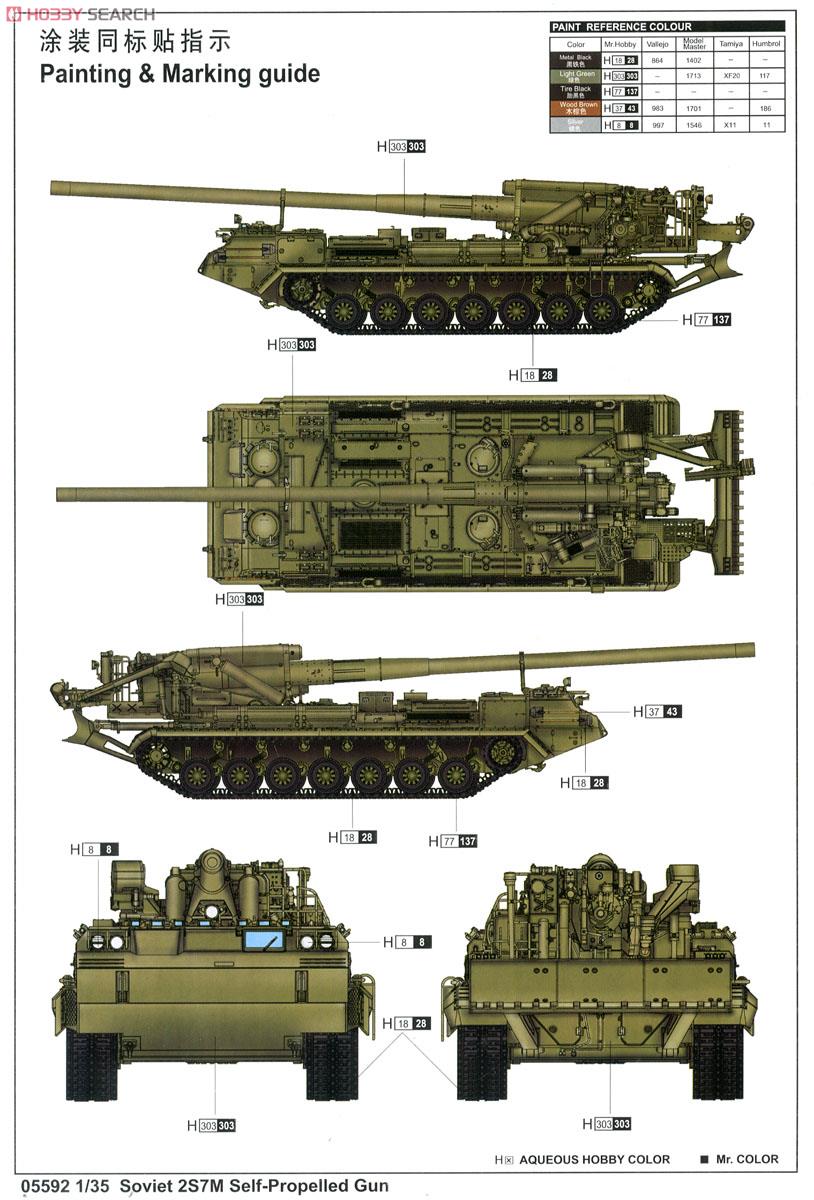 HOBBY SEARCH
涂装同标贴指示
Painting & Marking guide
PAINT REFERENCE COLOUR
Color Mr.Hobby Vallejo Model Master Tamiya Humbrol
Metal Black 黑铁色 H 18 28 864 1402 – –
Light Green 绿色 H 303 303 – 1713 XF20 117
Tire Black 胎黑色 H 77 137 – – – –
Wood Brown 木棕色 H 37 43 983 1701 – 186
Silver 银色 H 8 8 997 1546 X11 11
H 303 303
H 77 137
H 303 303
H 18 28
H 303 303
H 37 43
H 18 28
H 18 28
H 77 137
H 8 8
H 8 8
H 18 28
H 303 303
H 303 303
H AQUEOUS HOBBY COLOR ■ Mr. COLOR
05592 1/35 Soviet 2S7M Self-Propelled Gun